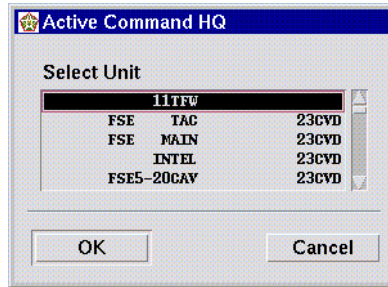 Active Command HQ
Select Unit
11TFW
FSE TAC 23CVD
FSE MAIN 23CVD
INTEL 23CVD
FSE5-20CAV 23CVD
OK Cancel